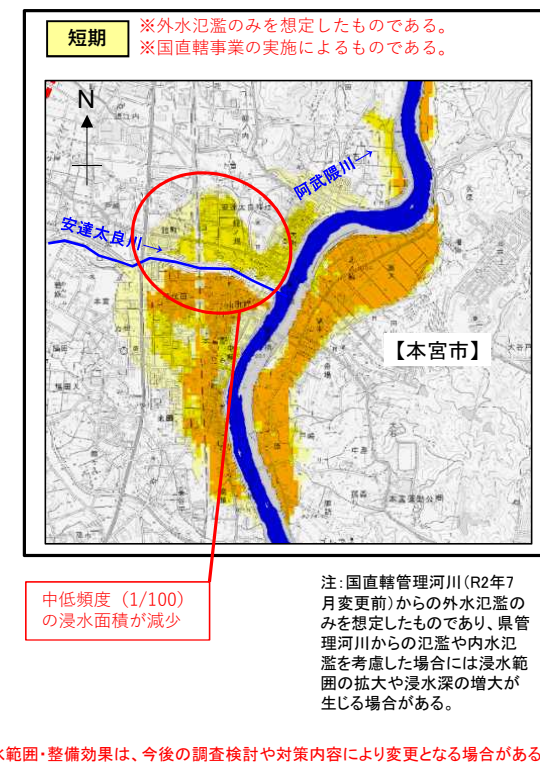 短期
※外水氾濫のみを想定したものである。
※国直轄事業の実施によるものである。
N
阿武隈川→
安達太良川→
【本宮市】
中低頻度（1/100）
の浸水面積が減少
注：国直轄管理河川（R2年7
月変更前）からの外水氾濫の
みを想定したものであり、県管
理河川からの氾濫や内水氾
濫を考慮した場合には浸水範
囲の拡大や浸水深の増大が
生じる場合がある。
水範囲・整備効果は、今後の調査検討や対策内容により変更となる場合がある